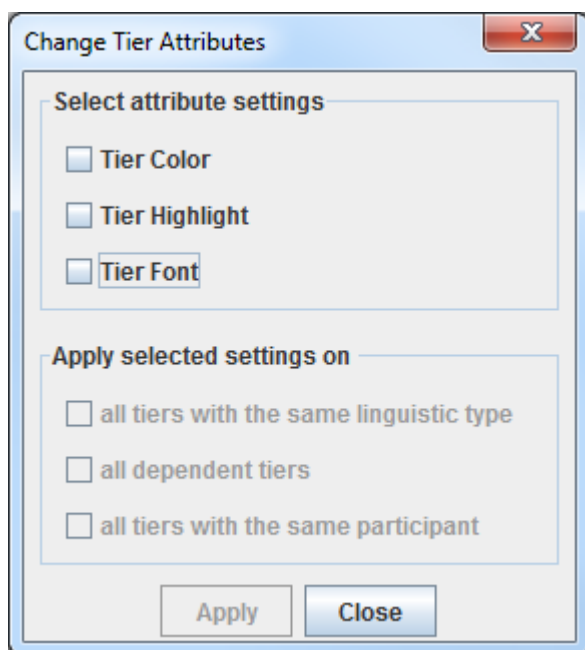 Change Tier Attributes
Select attribute settings
Tier Color
Tier Highlight
Tier Font
Apply selected settings on
all tiers with the same linguistic type
all dependent tiers
all tiers with the same participant
Apply Close